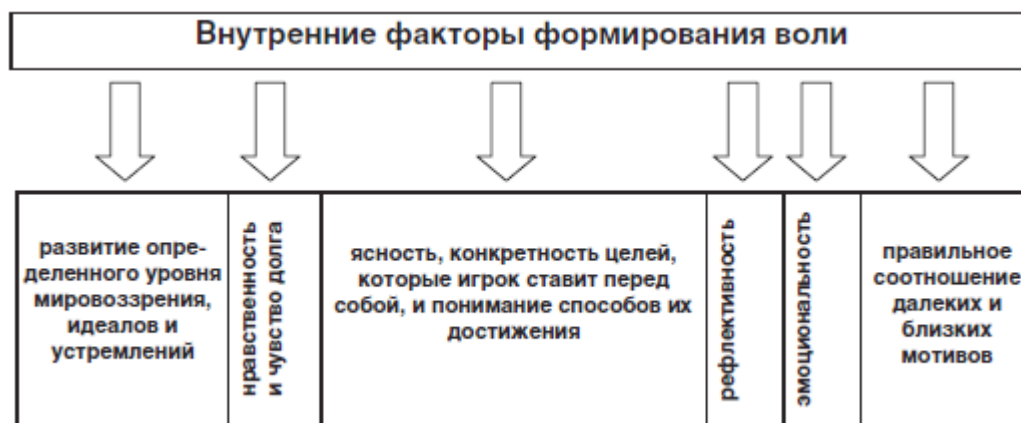 Внутренние факторы формирования воли
развитие опре-
деленного уровня
мировоззрения,
идеалов и
устремлений
нравственность
и чувство долга
ясность, конкретность целей,
которые игрок ставит перед
собой, и понимание способов их
достижения
рефлективность
эмоциональность
правильное
соотношение
далеких и
близких
мотивов